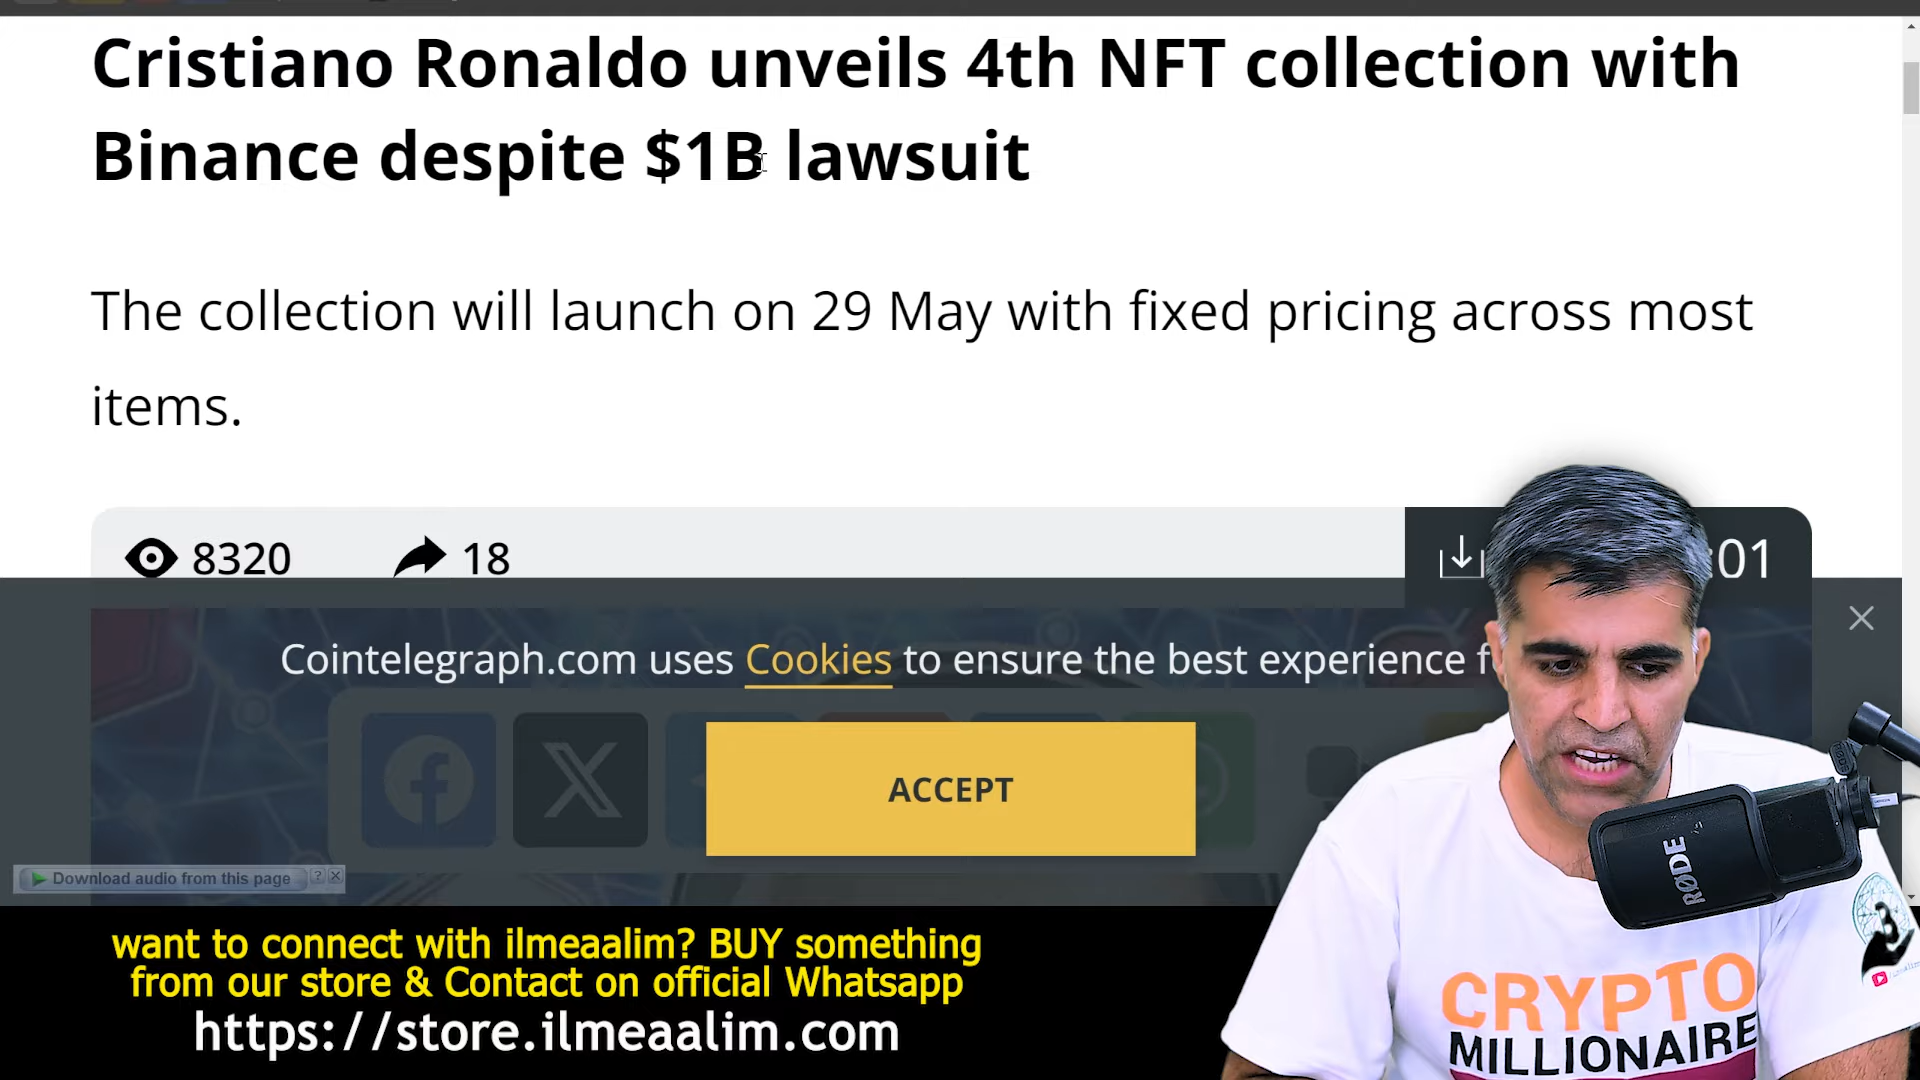 Cristiano Ronaldo unveils 4th NFT collection with
Binance despite $1B lawsuit
The collection will launch on 29 May with fixed pricing across most
items.
8320
18
:01
Cointelegraph.com uses Cookies to ensure the best experience f
ACCEPT
Download audio from this page
want to connect with ilmeaalim? BUY something
from our store & Contact on official Whatsapp
https://store.ilmeaalim.com
RØDE
CRYPTO
MILLIONAIRE